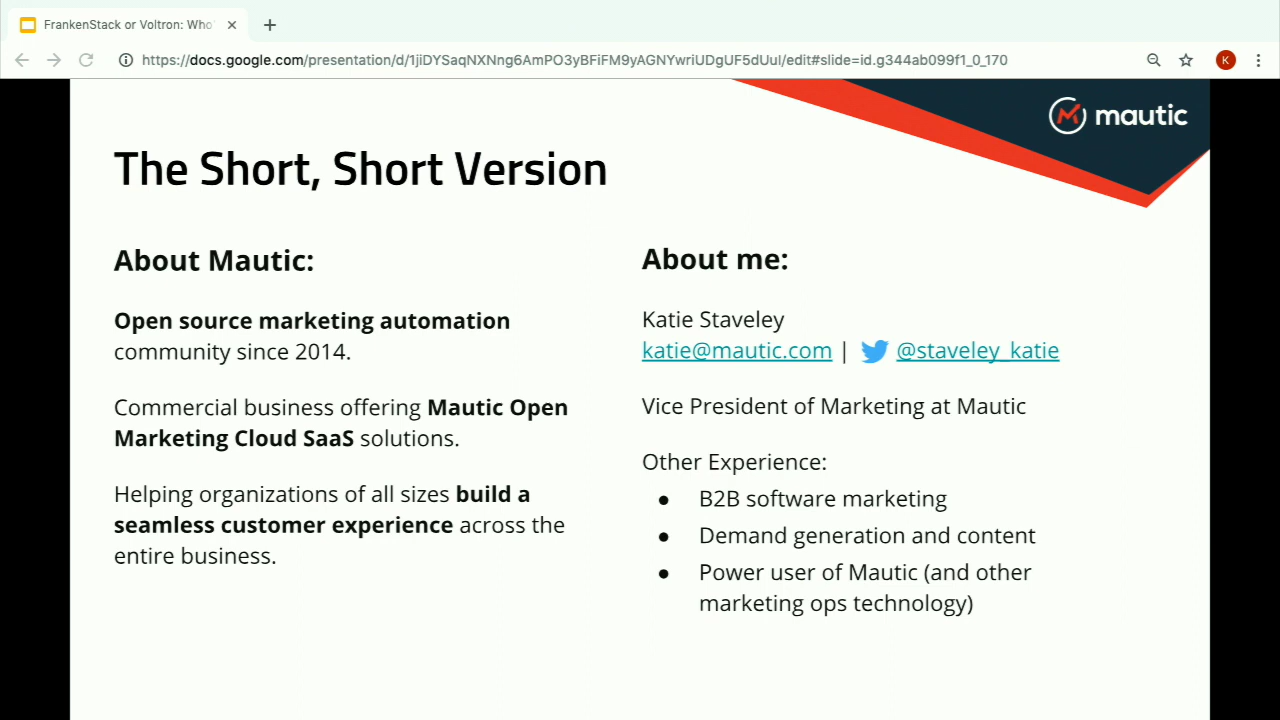 FrankenStack or Voltron: Who
https://docs.google.com/presentation/d/1jiDYSaqNXNng6AmPO3yBFiFM9yAGNYwriUDgUF5dUuI/edit#slide=id.g344ab099f1_0_170
K
mautic
The Short, Short Version
About Mautic:
Open source marketing automation
community since 2014.
Commercial business offering Mautic Open
Marketing Cloud SaaS solutions.
Helping organizations of all sizes build a
seamless customer experience across the
entire business.
About me:
Katie Staveley
katie@mautic.com | @staveley_katie
Vice President of Marketing at Mautic
Other Experience:
● B2B software marketing
● Demand generation and content
● Power user of Mautic (and other
marketing ops technology)